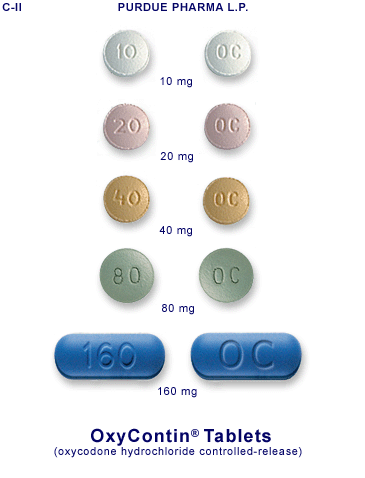 C-II PURDUE PHARMA L.P.
10 OC
10 mg
20 OC
20 mg
40 OC
40 mg
80 OC
80 mg
160 OC
160 mg
OxyContin® Tablets
(oxycodone hydrochloride controlled-release)